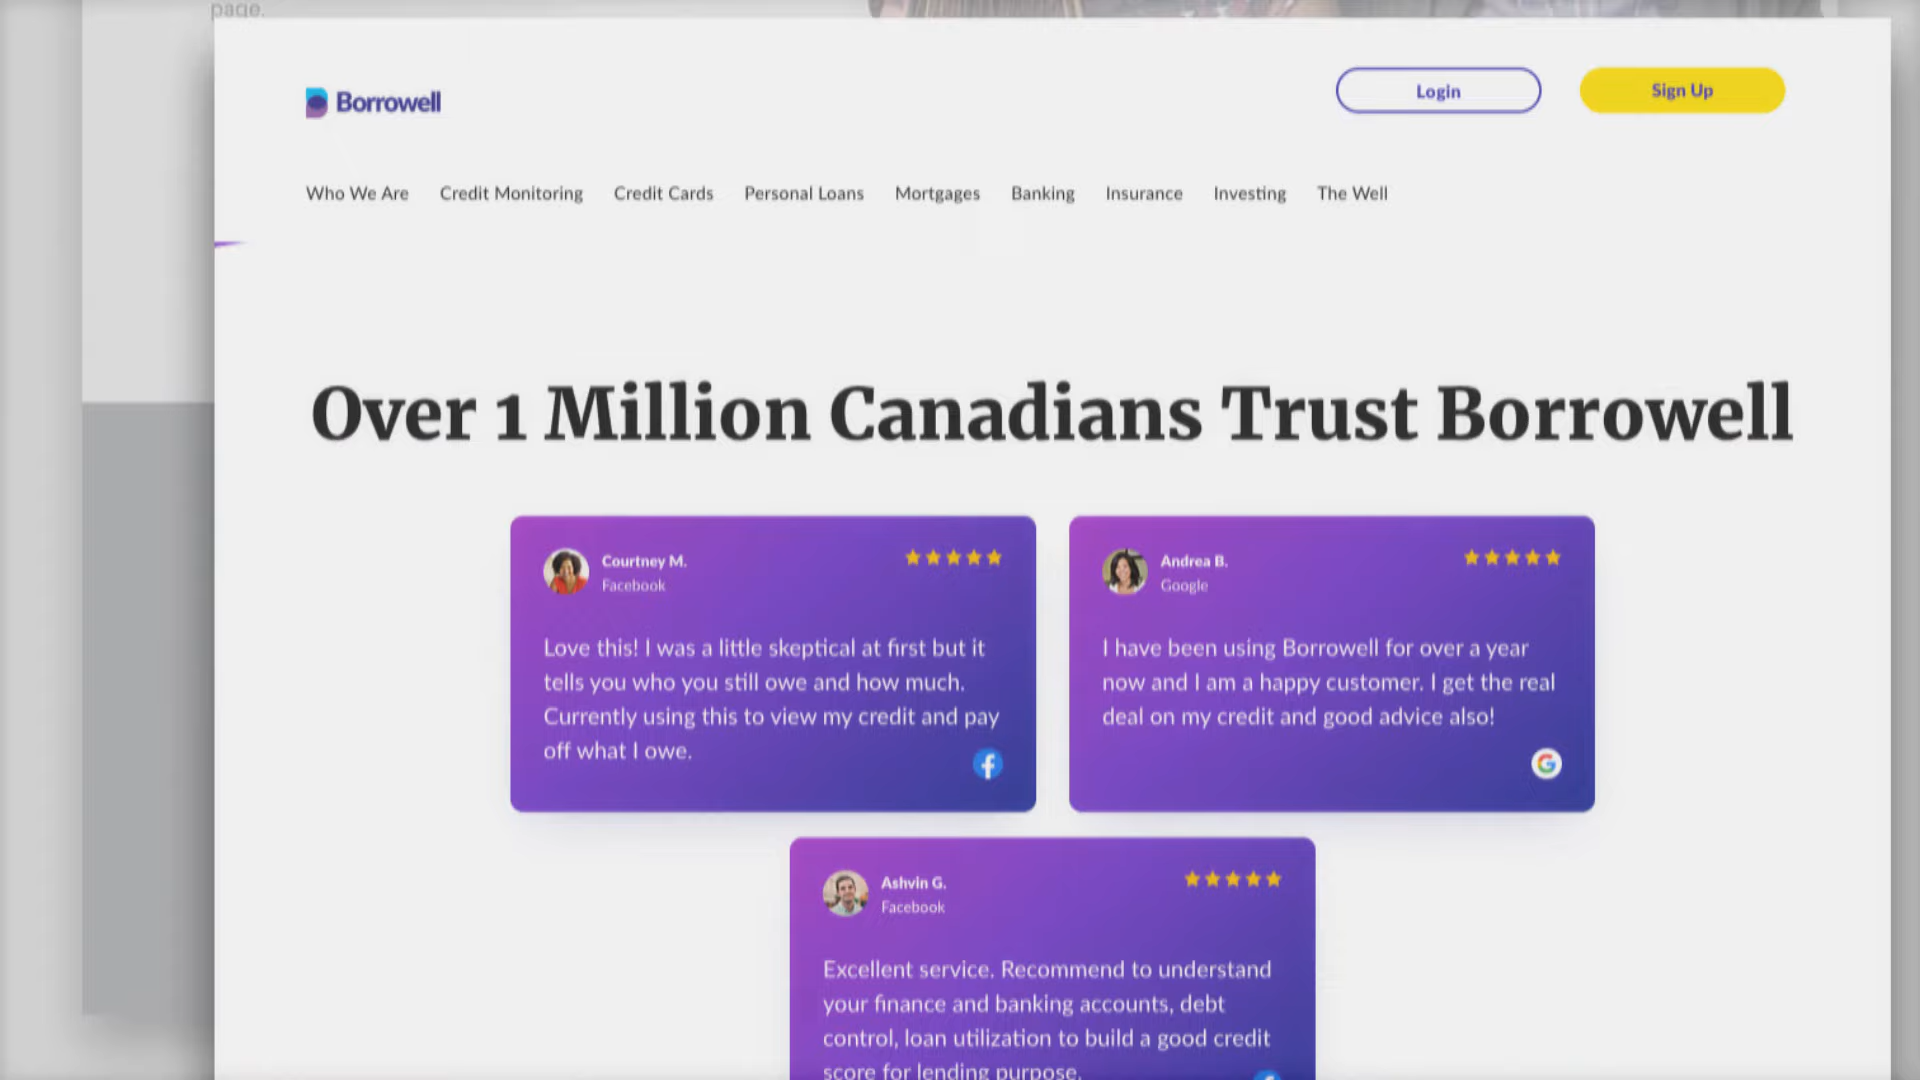 page.
Borrowell
Login
Sign Up
Who We Are Credit Monitoring Credit Cards Personal Loans Mortgages Banking Insurance Investing The Well
Over 1 Million Canadians Trust Borrowell
Courtney M.
Facebook
Love this! I was a little skeptical at first but it
tells you who you still owe and how much.
Currently using this to view my credit and pay
off what I owe.
Andrea B.
Google
I have been using Borrowell for over a year
now and I am a happy customer. I get the real
deal on my credit and good advice also!
Ashvin G.
Facebook
Excellent service. Recommend to understand
your finance and banking accounts, debt
control, loan utilization to build a good credit
score for lending purpose.